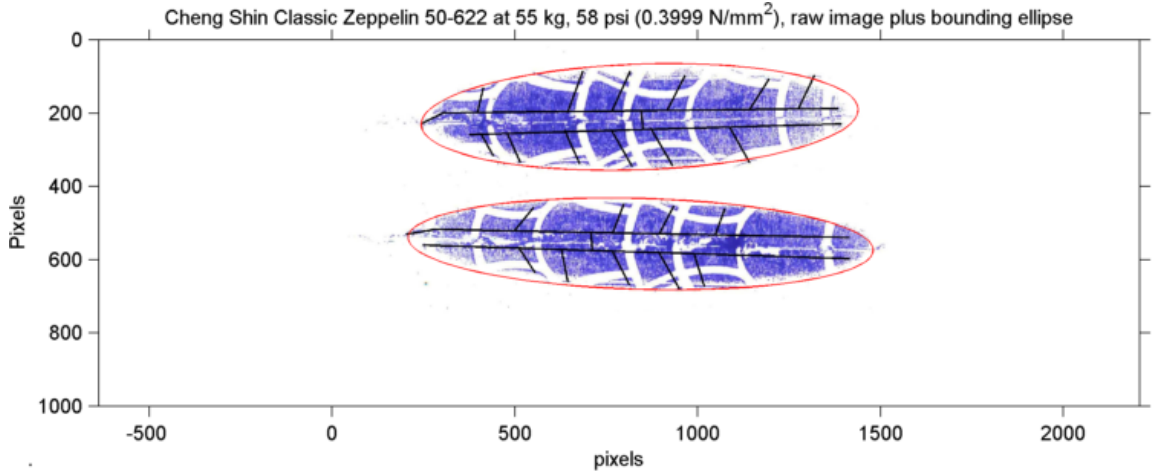 Cheng Shin Classic Zeppelin 50-622 at 55 kg, 58 psi (0.3999 N/mm²), raw image plus bounding ellipse
0
200
400
600
800
1000
Pixels
-500 0 500 1000 1500 2000
pixels